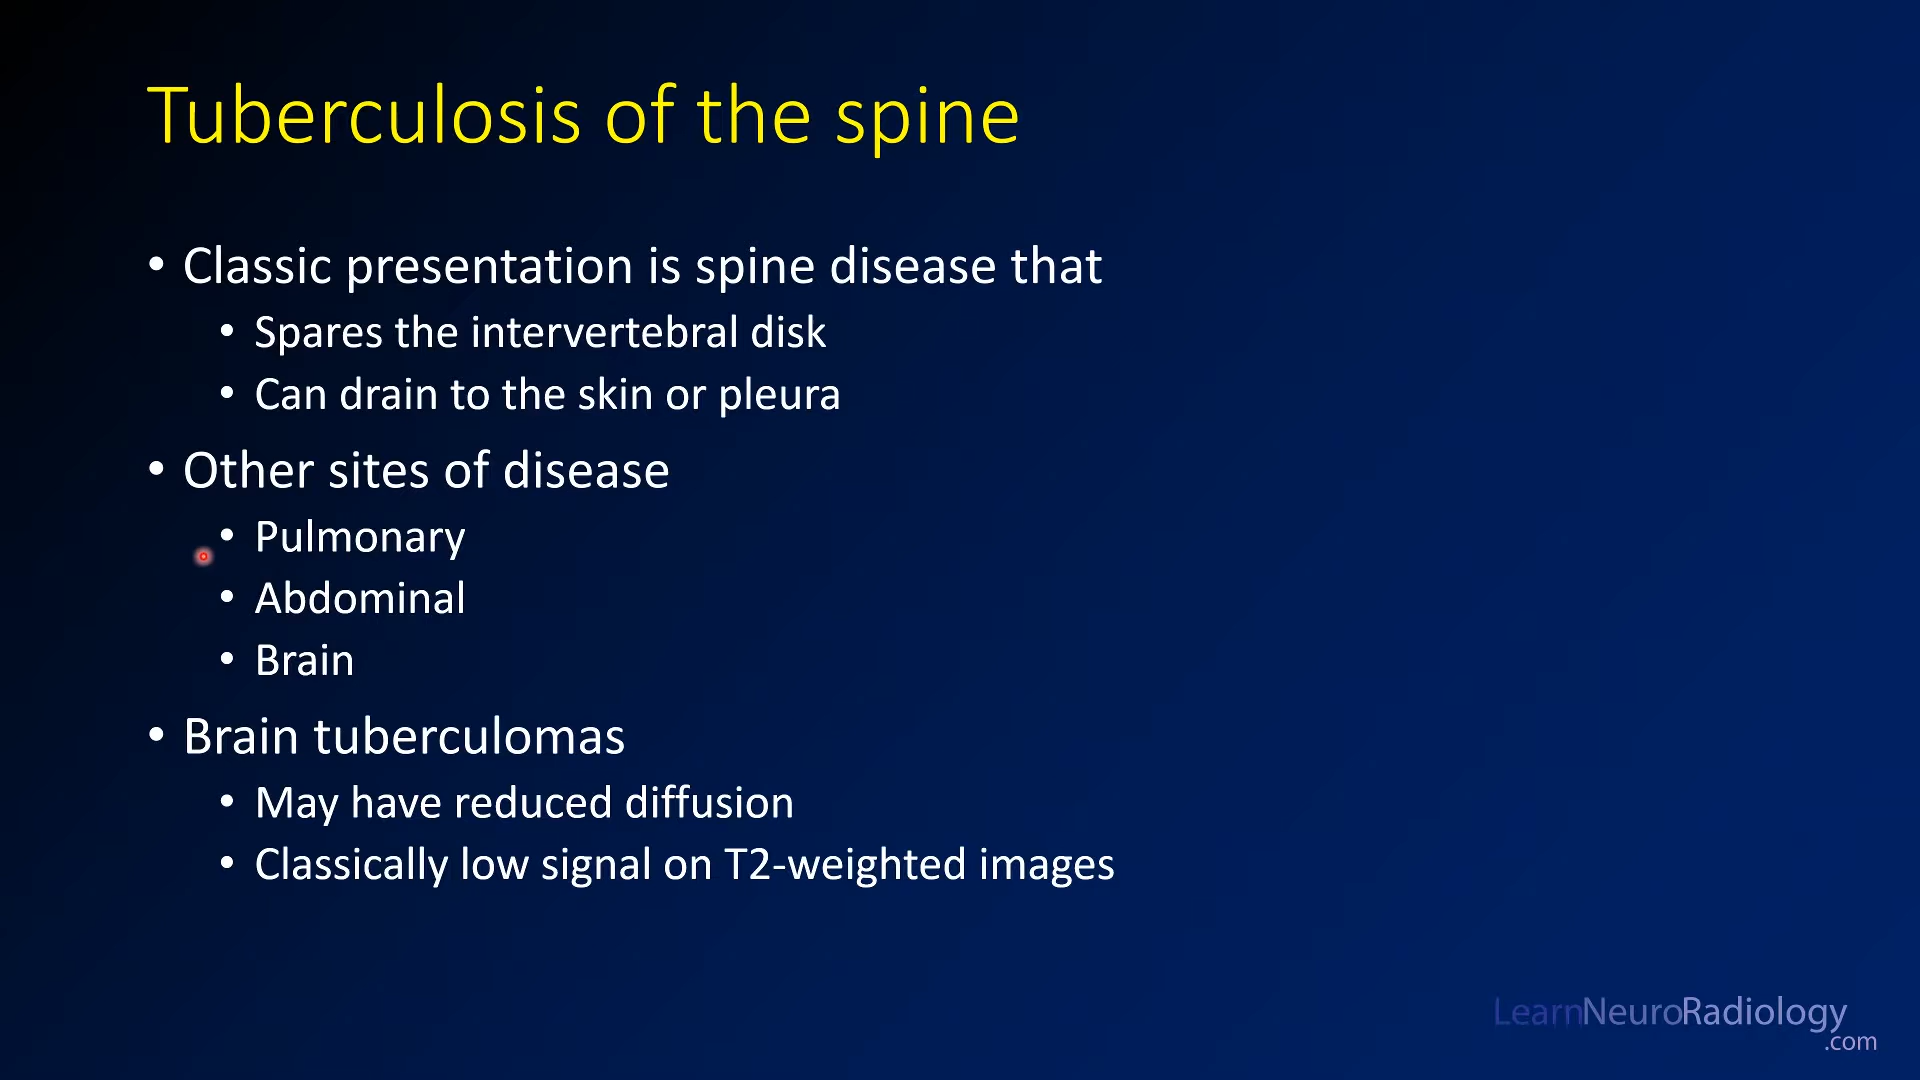 Tuberculosis of the spine
• Classic presentation is spine disease that
• Spares the intervertebral disk
• Can drain to the skin or pleura
• Other sites of disease
• Pulmonary
• Abdominal
• Brain
• Brain tuberculomas
• May have reduced diffusion
• Classically low signal on T2-weighted images
LearnNeuroRadiology
.com